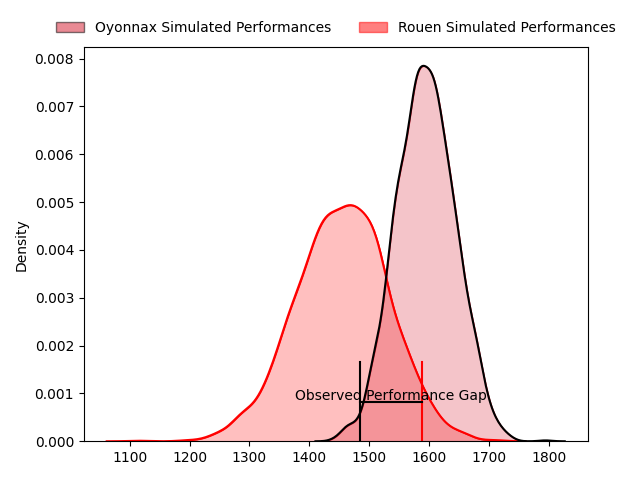 Oyonnax Simulated Performances
Rouen Simulated Performances
0.008
0.007
0.006
0.005
0.004
0.003
0.002
0.001
0.000
Density
Observed Performance Gap
1100 1200 1300 1400 1500 1600 1700 1800